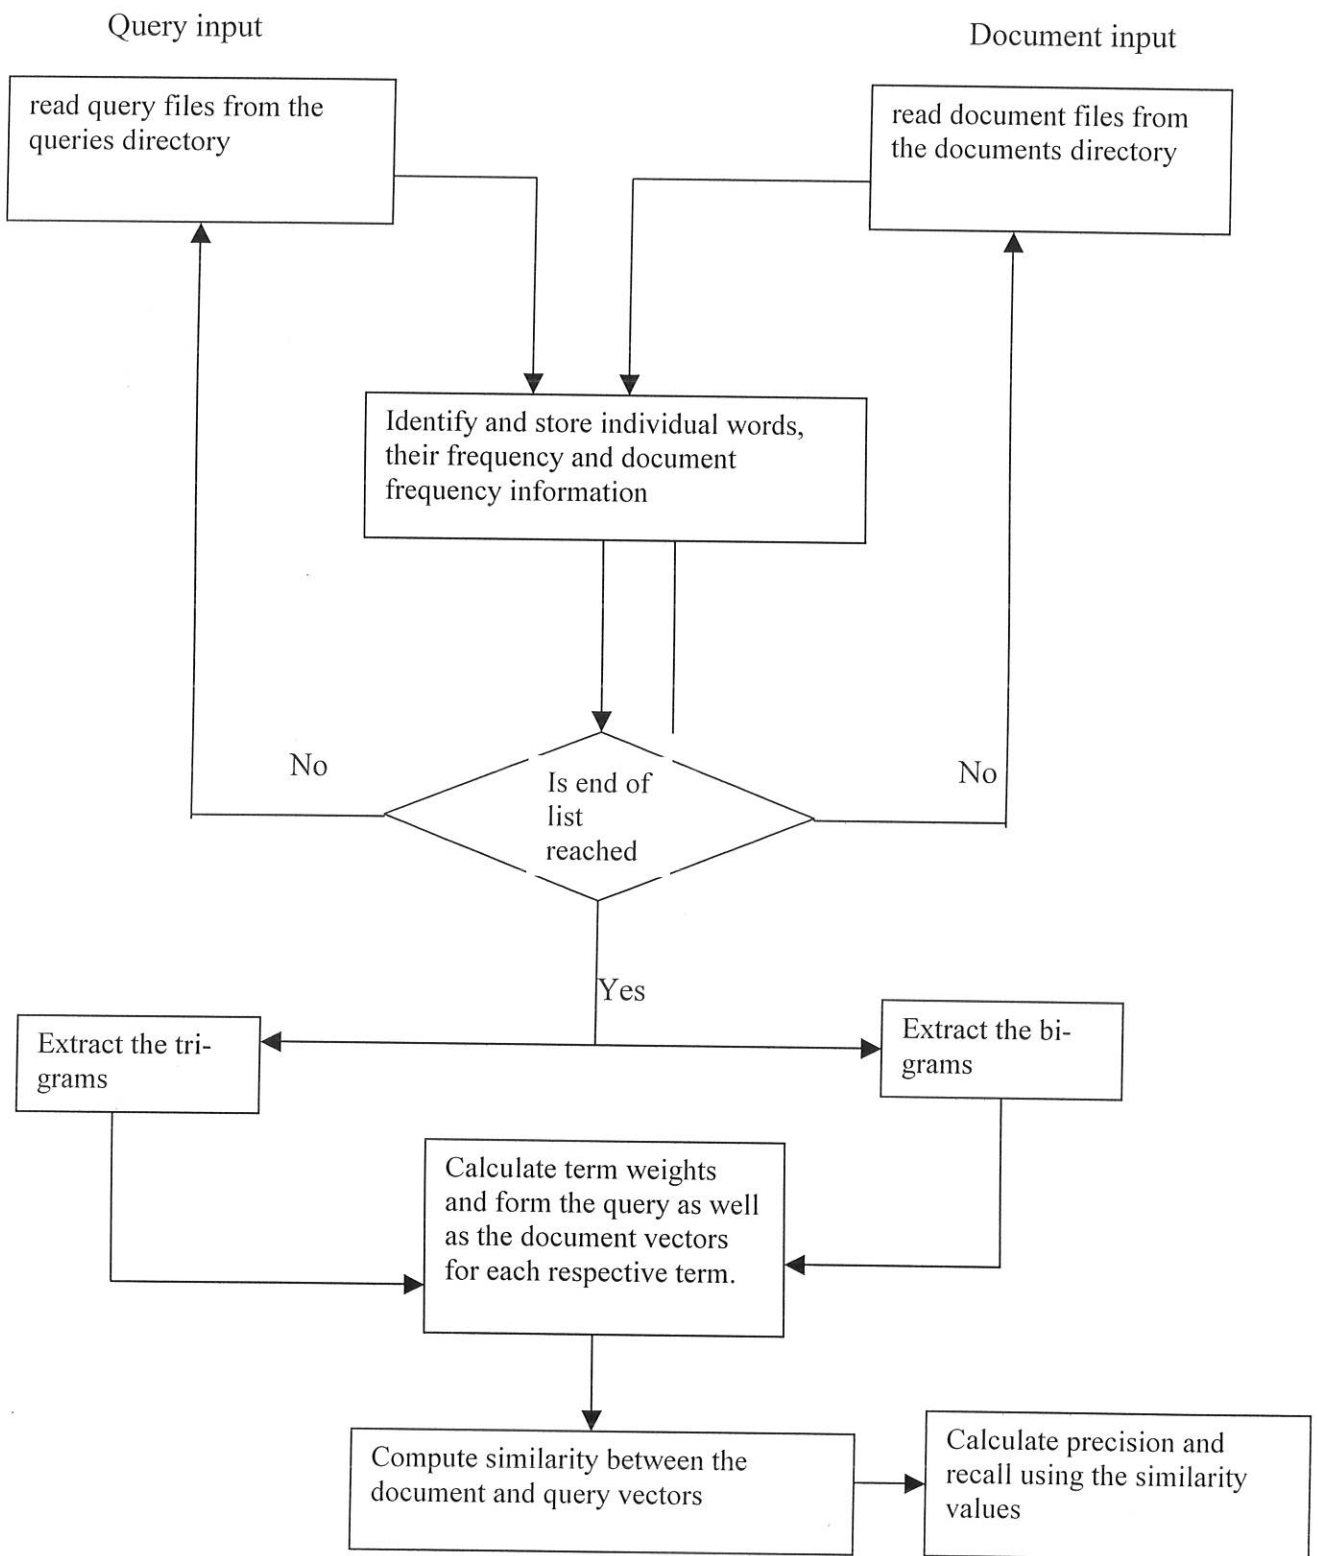 Query input
Document input
read query files from the
queries directory
read document files from
the documents directory
Identify and store individual words,
their frequency and document
frequency information
No
No
Is end of
list
reached
Yes
Extract the tri-
grams
Extract the bi-
grams
Calculate term weights
and form the query as well
as the document vectors
for each respective term.
Compute similarity between the
document and query vectors
Calculate precision and
recall using the similarity
values